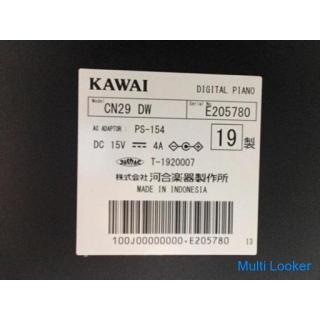 KAWAI DIGITAL PIANO
Model CN29 DW Serial No E205780
AC ADAPTOR : PS-154
DC 15V 4A
19 製
T-1920007
株式会社 河合楽器製作所
MADE IN INDONESIA
100J00000000-E205780
13
Multi Looker